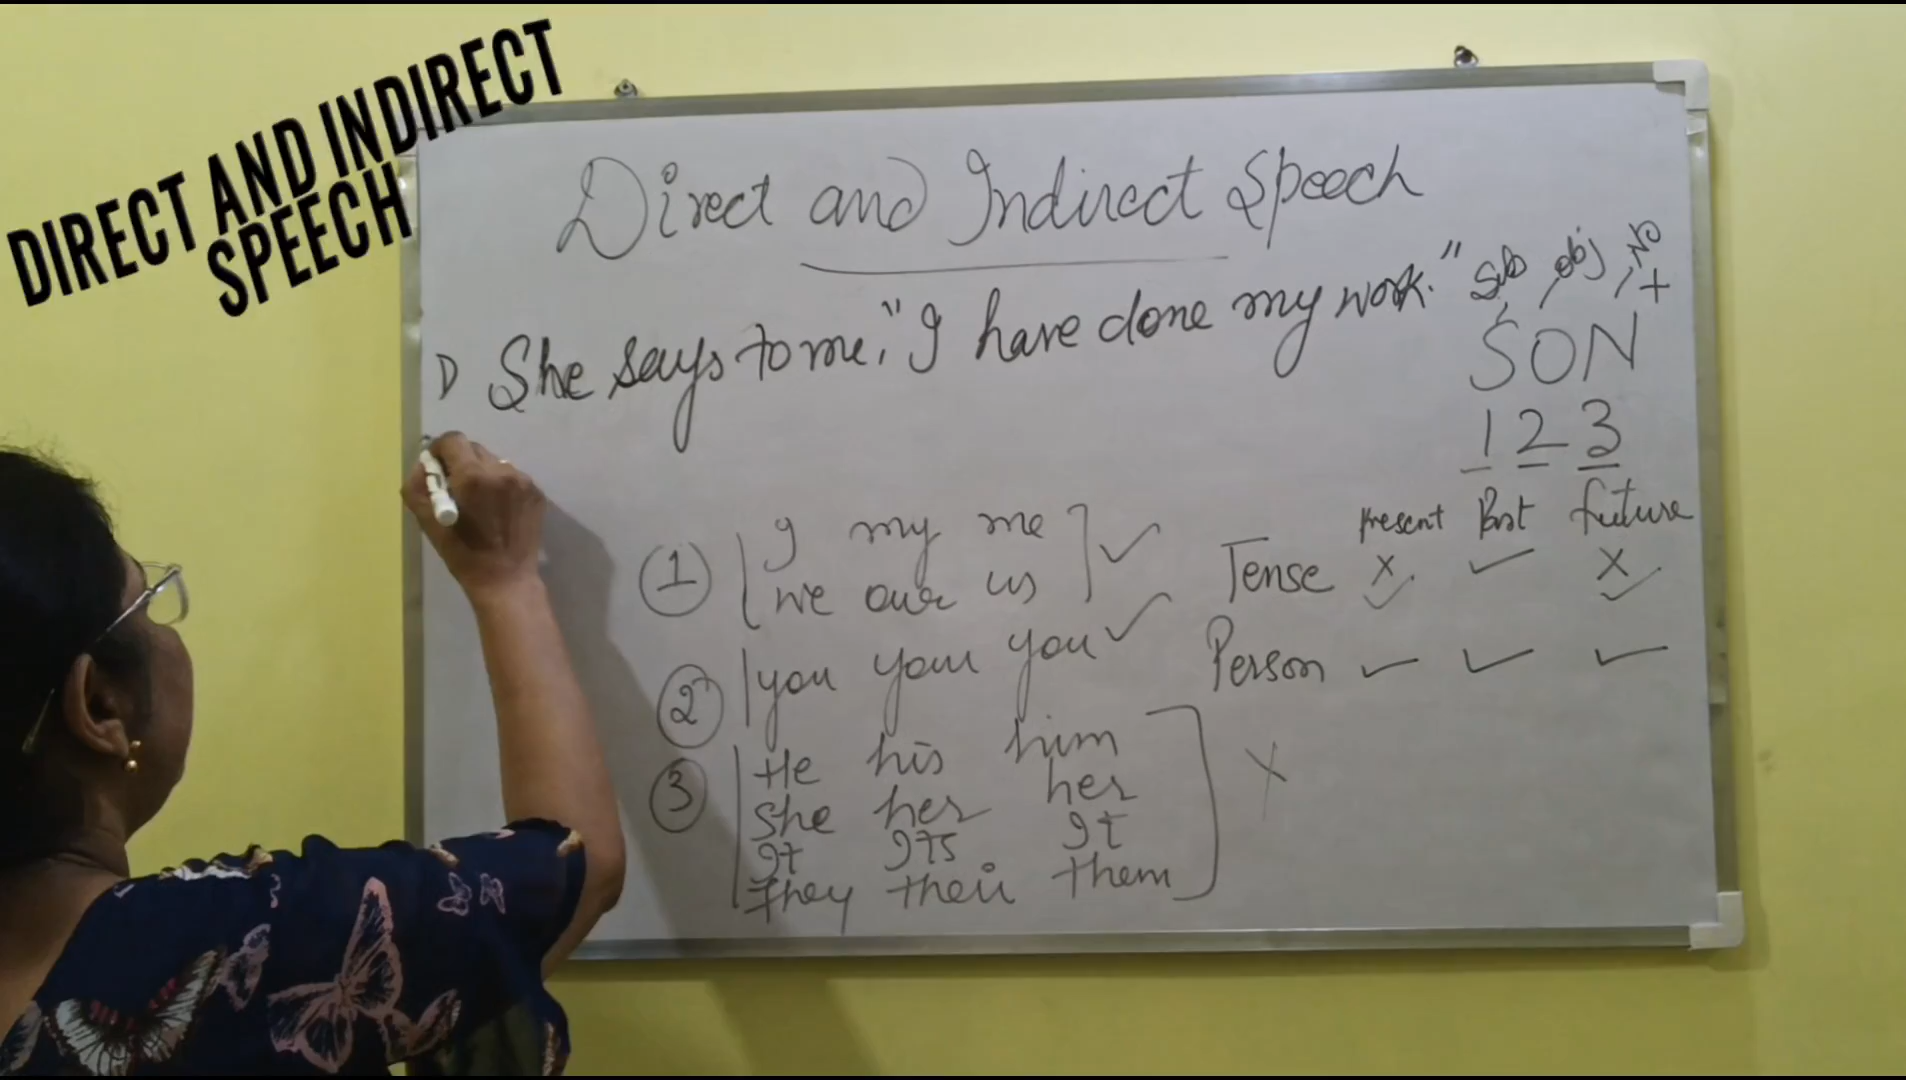 DIRECT AND INDIRECT
SPEECH
Direct and Indirect Speech
D She says to me, "I have done my work."
Sub obj No
+
SON
1 2 3
Present Past future
Tense x ✓ x
✓ ✓
Person ✓ ✓ ✓
① I my me ✓
we our us
② you your you ✓
③ He his him x
she her her
It Its It
They their them